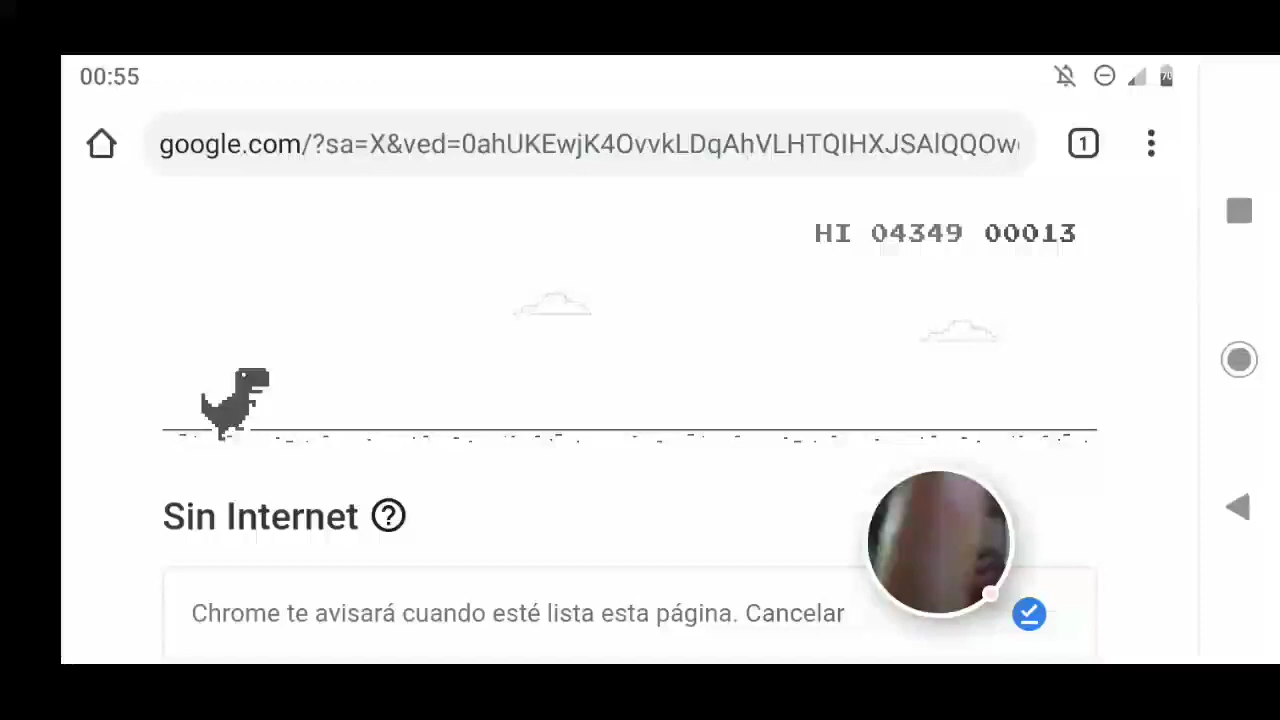 00:55
70
google.com/?sa=X&ved=0ahUKEwjK4OvvkLDqAhVLHTQIHXJSAlQQOw
1
HI 04349 00013
Sin Internet ?
Chrome te avisará cuando esté lista esta página. Cancelar